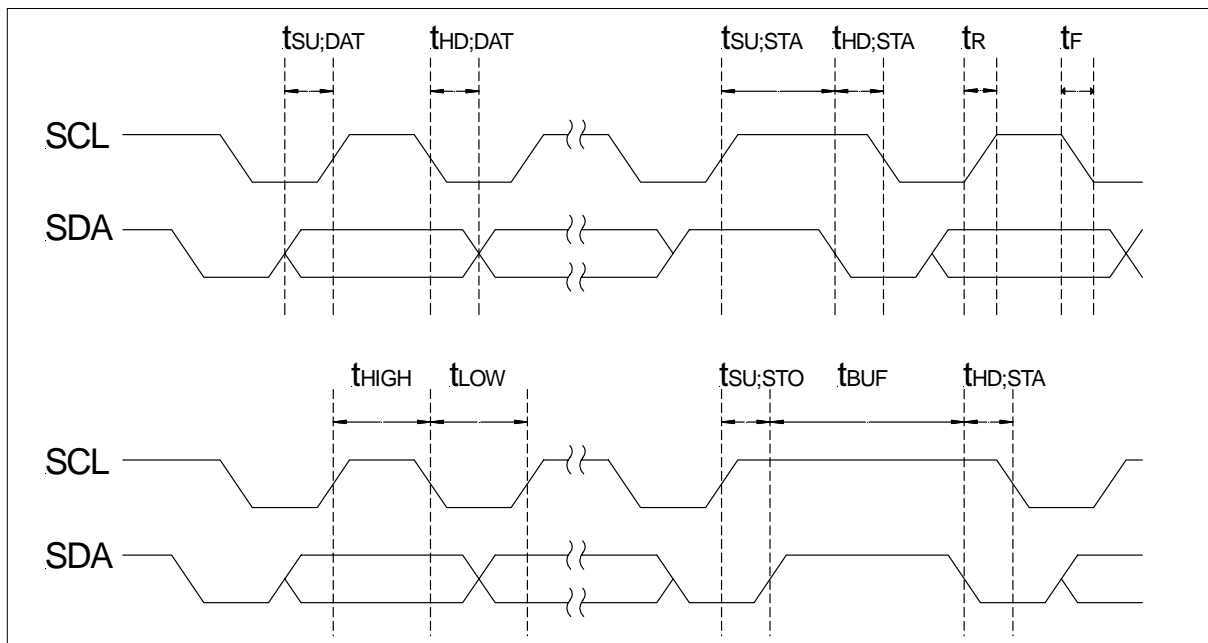 tSU;DAT tHD;DAT tSU;STA tHD;STA tR tF
SCL
SDA
tHIGH tLOW tSU;STO tBUF tHD;STA
SCL
SDA